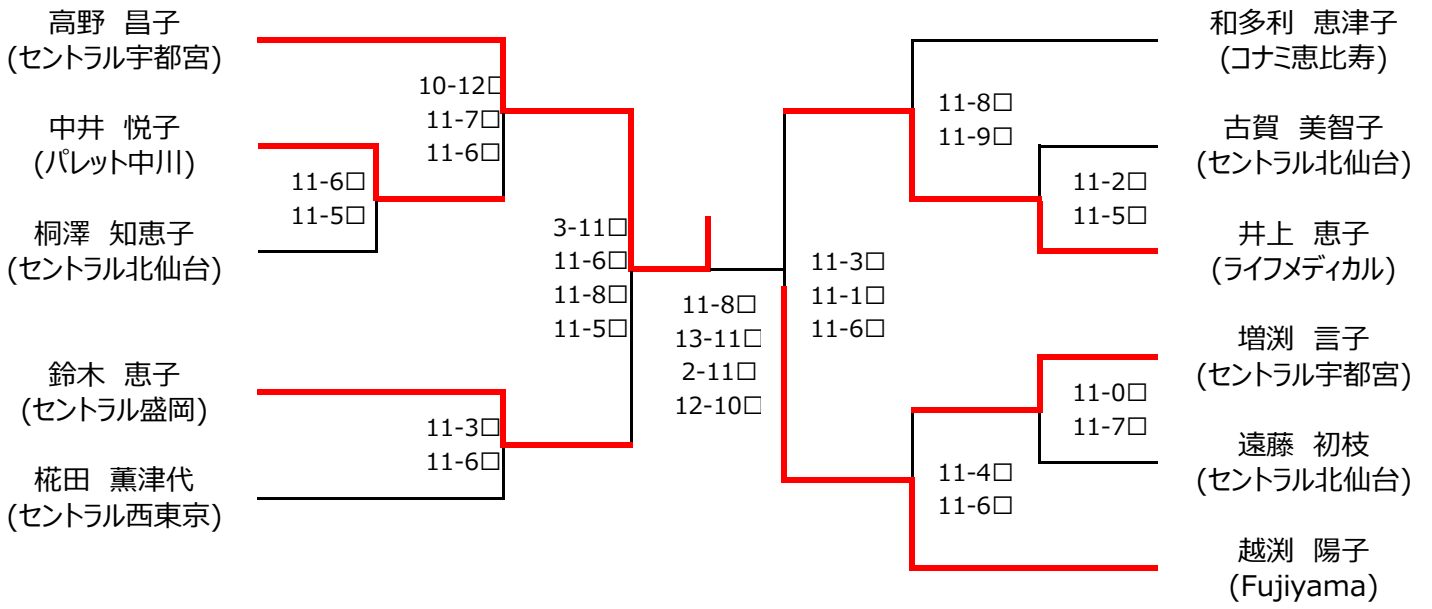 高野 昌子
(セントラル宇都宮)
中井 悦子
(パレット中川)
桐澤 知恵子
(セントラル北仙台)
鈴木 恵子
(セントラル盛岡)
椛田 薫津代
(セントラル西東京)
10-12□
11-7□
11-6□
11-6□
11-5□
3-11□
11-6□
11-8□
11-5□
11-3□
11-6□
11-8□
13-11□
2-11□
12-10□
11-3□
11-1□
11-6□
11-8□
11-9□
11-2□
11-5□
11-0□
11-7□
11-4□
11-6□
和多利 恵津子
(コナミ恵比寿)
古賀 美智子
(セントラル北仙台)
井上 恵子
(ライフメディカル)
増渕 言子
(セントラル宇都宮)
遠藤 初枝
(セントラル北仙台)
越渕 陽子
(Fujiyama)